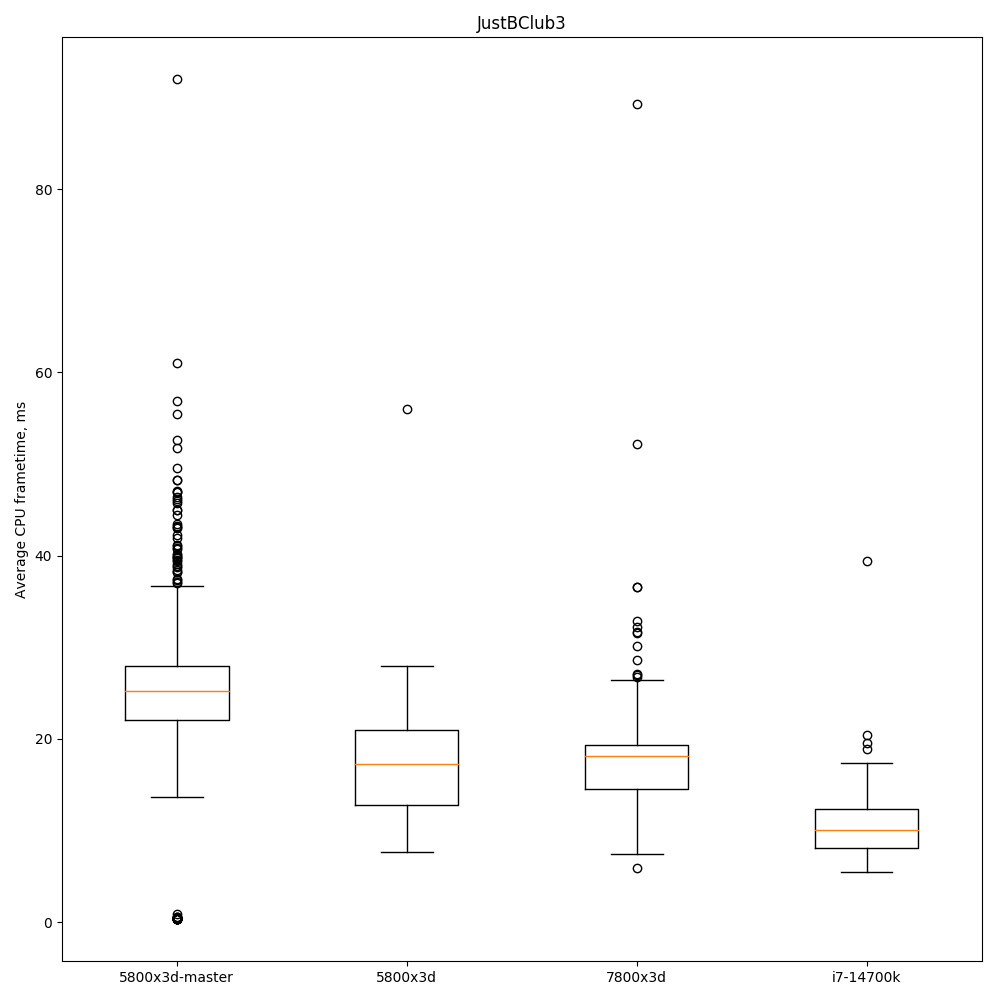 JustBClub3
Average CPU frametime, ms
80
60
40
20
0
5800x3d-master
5800x3d
7800x3d
i7-14700k